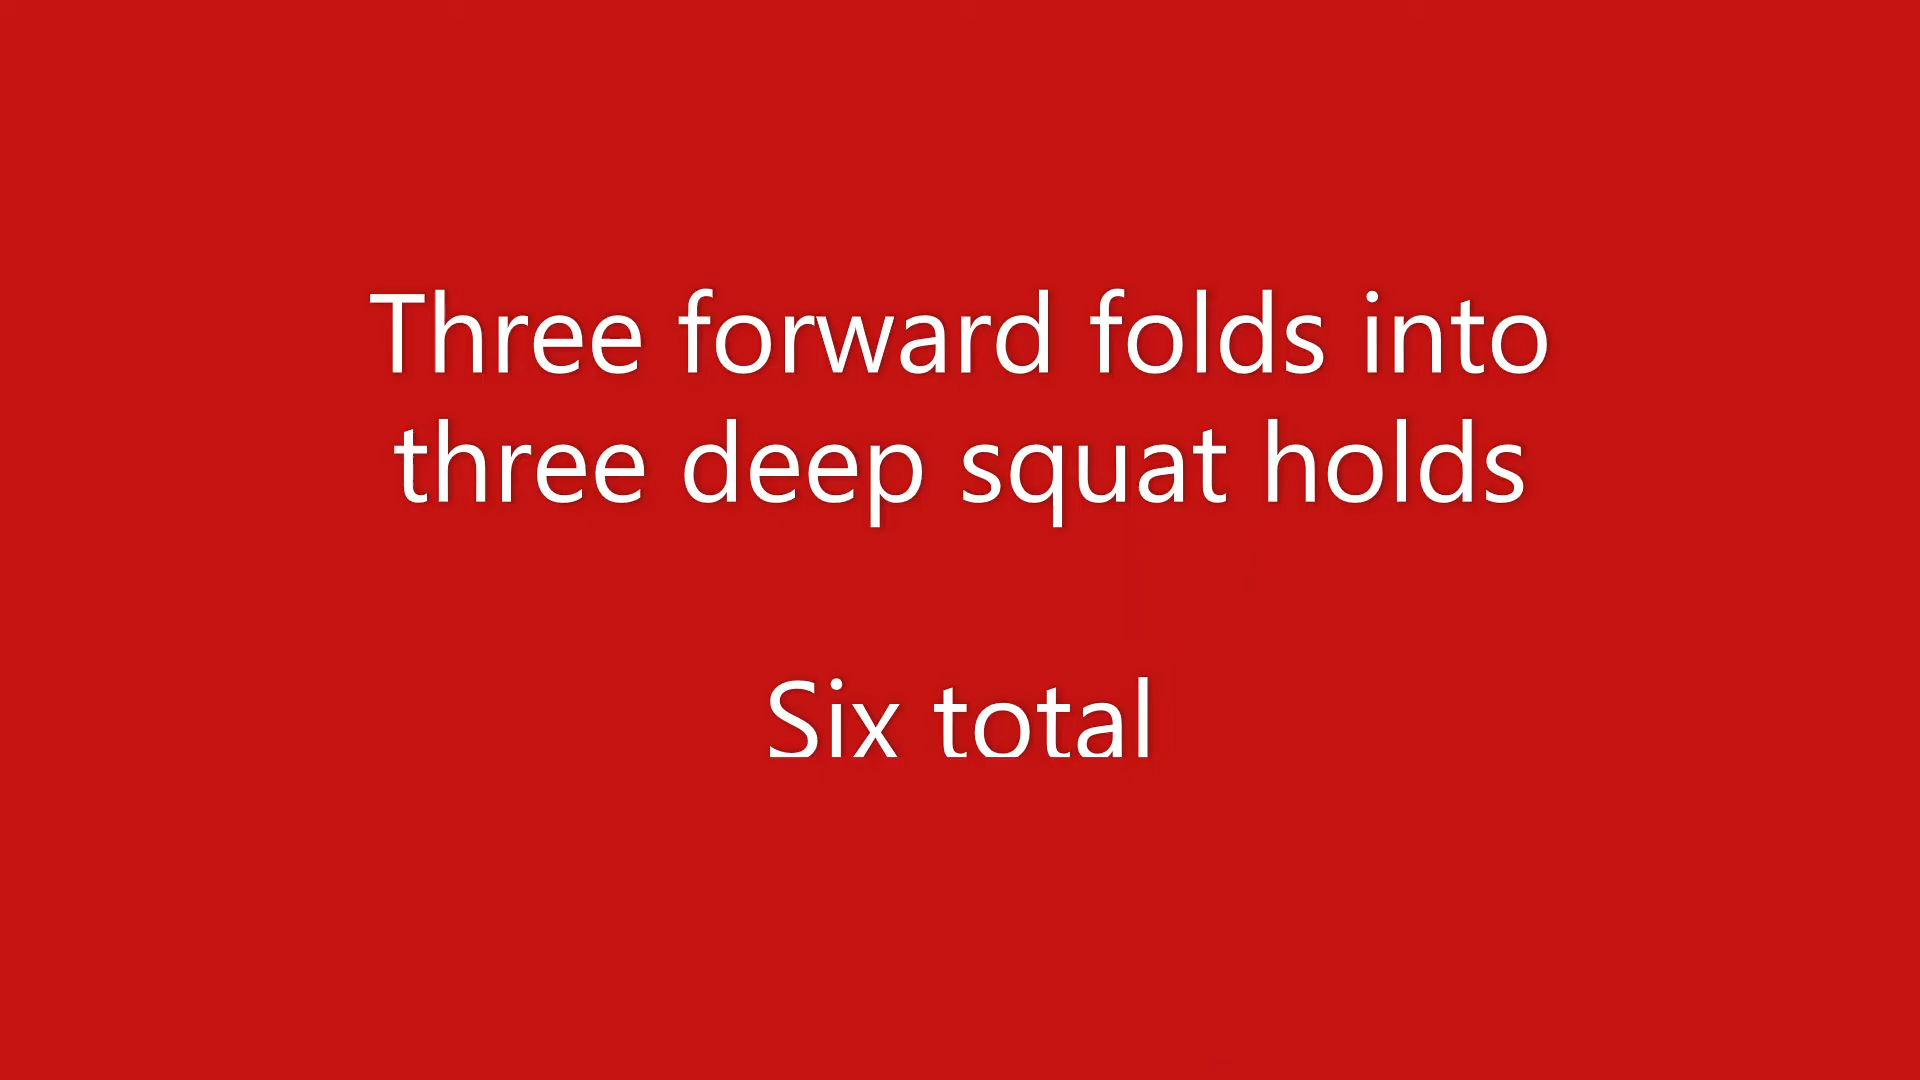 Three forward folds into
three deep squat holds
Six total